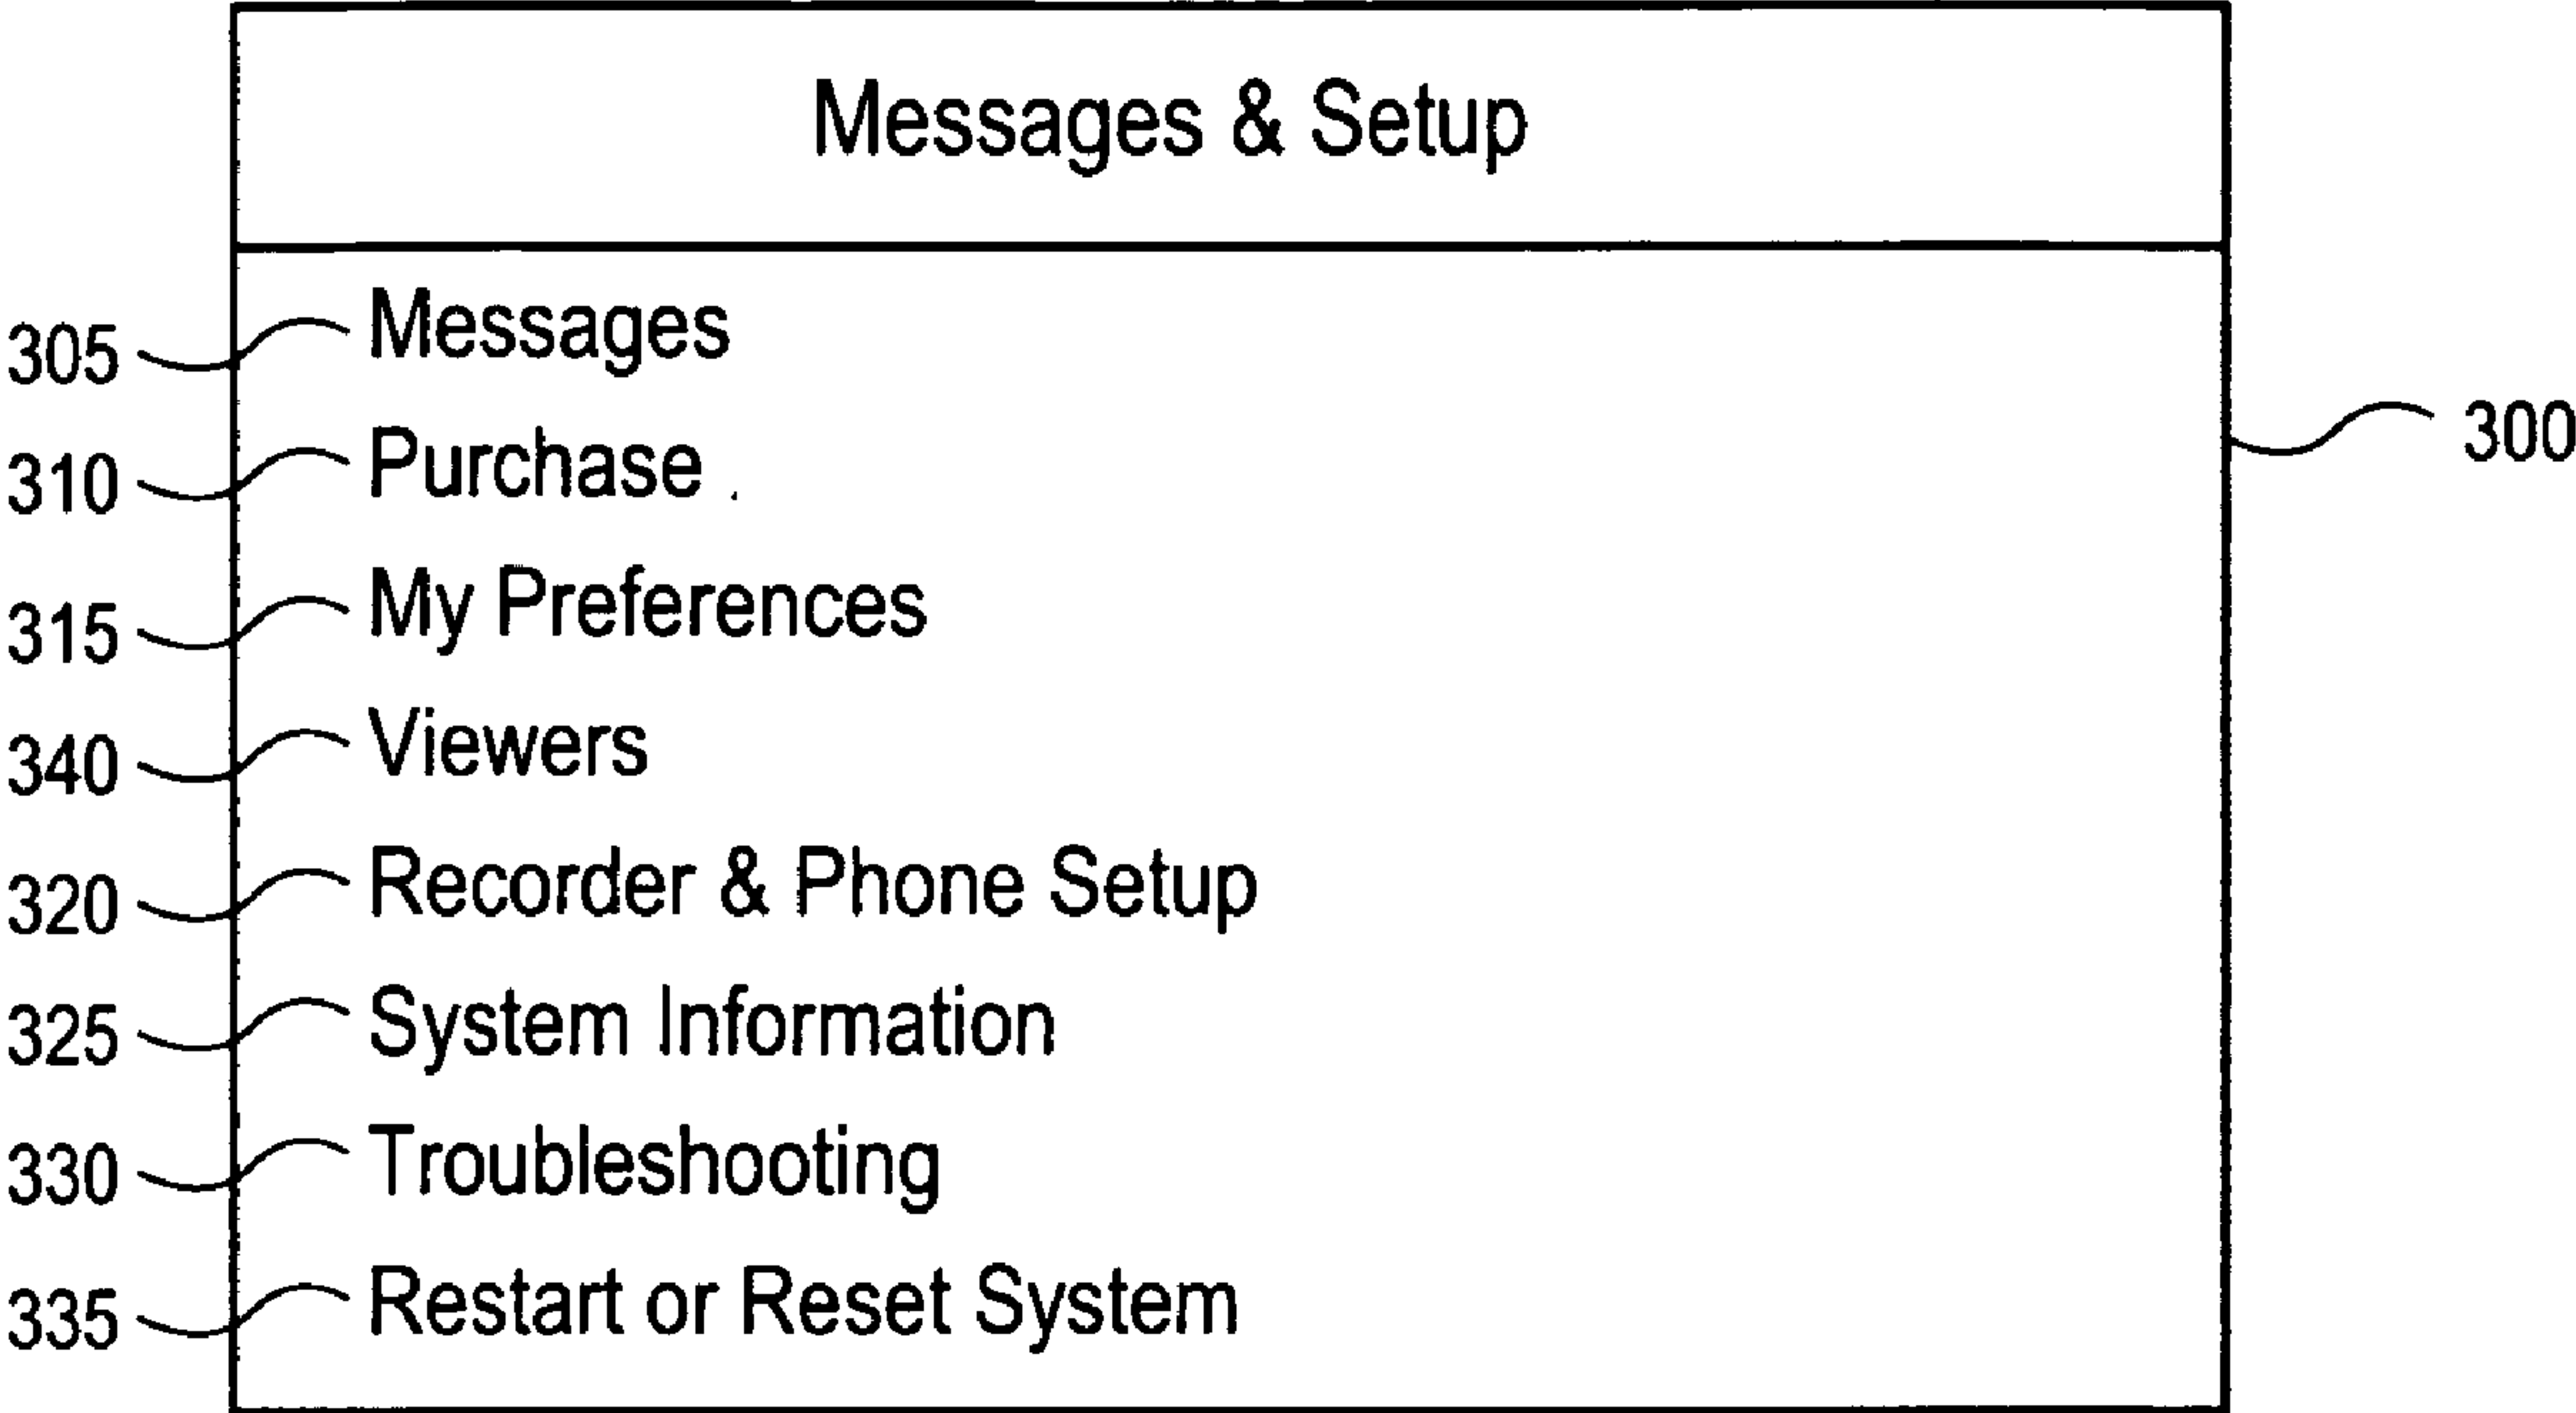 Messages & Setup
305 Messages
300
310 Purchase
315 My Preferences
340 Viewers
320 Recorder & Phone Setup
325 System Information
330 Troubleshooting
335 Restart or Reset System